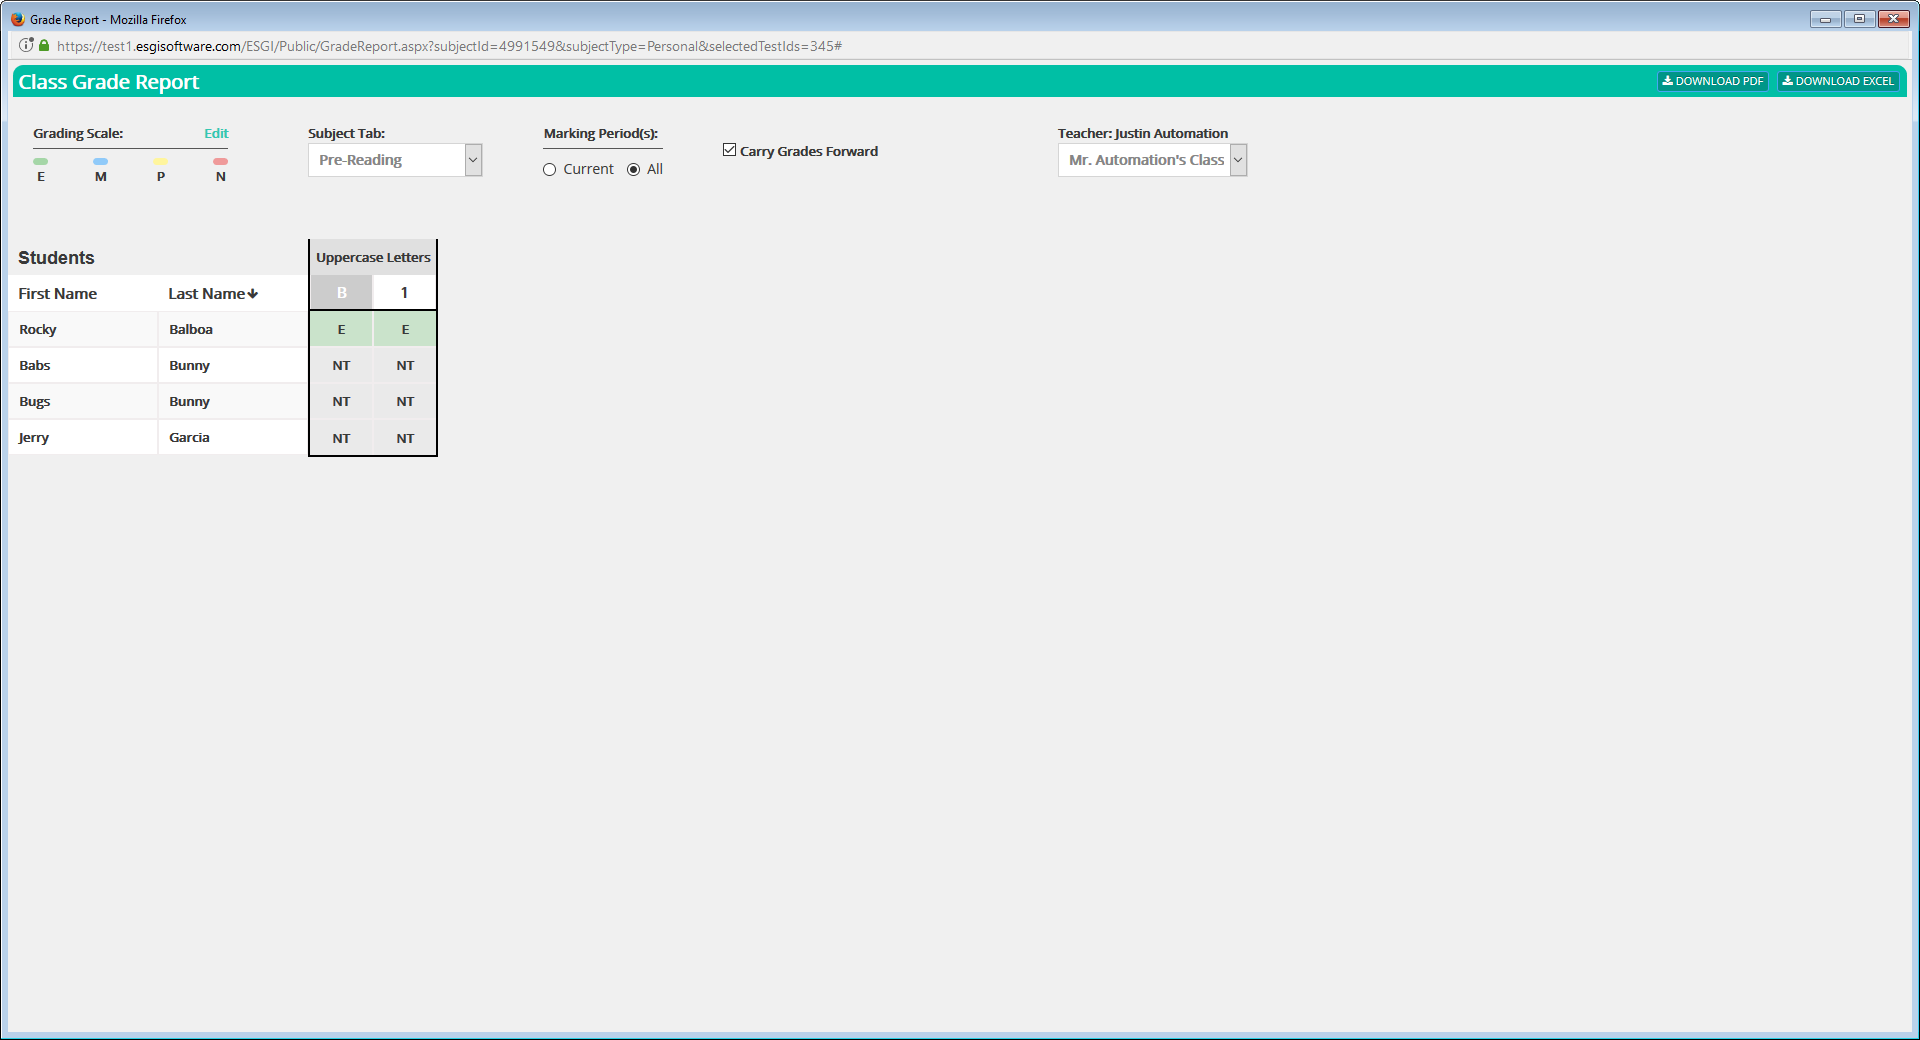 Grade Report - Mozilla Firefox
https://test1.esgisoftware.com/ESGI/Public/GradeReport.aspx?subjectId=4991549&subjectType=Personal&selectedTestIds=345#
Class Grade Report
DOWNLOAD PDF DOWNLOAD EXCEL
Grading Scale: Edit
E M P N
Subject Tab:
Pre-Reading
Marking Period(s):
Current All
Carry Grades Forward
Teacher: Justin Automation
Mr. Automation's Class
Students Uppercase Letters
First Name Last Name B 1
Rocky Balboa E E
Babs Bunny NT NT
Bugs Bunny NT NT
Jerry Garcia NT NT